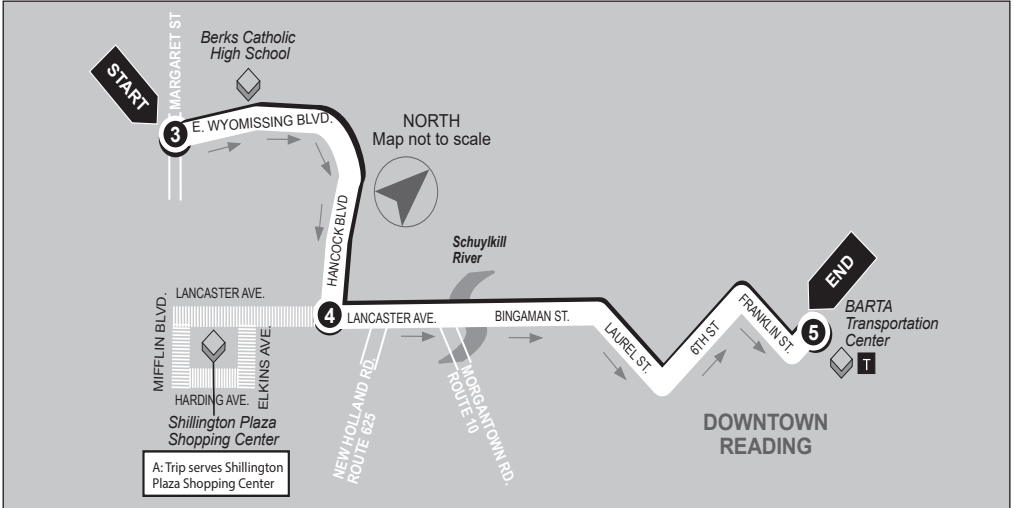 START
MARGARET ST
Berks Catholic
High School
3
E. WYOMISSING BLVD.
NORTH
Map not to scale
HANCOCK BLVD
Schuylkill
River
END
LANCASTER AVE.
4
LANCASTER AVE.
BINGAMAN ST.
LAUREL ST.
6TH ST
FRANKLIN ST.
5
BARTA
Transportation
Center
T
MIFFLIN BLVD.
ELKINS AVE.
HARDING AVE.
Shillington Plaza
Shopping Center
NEW HOLLAND RD.
ROUTE 625
MORGANTOWN RD.
ROUTE 10
DOWNTOWN
READING
A: Trip serves Shillington
Plaza Shopping Center